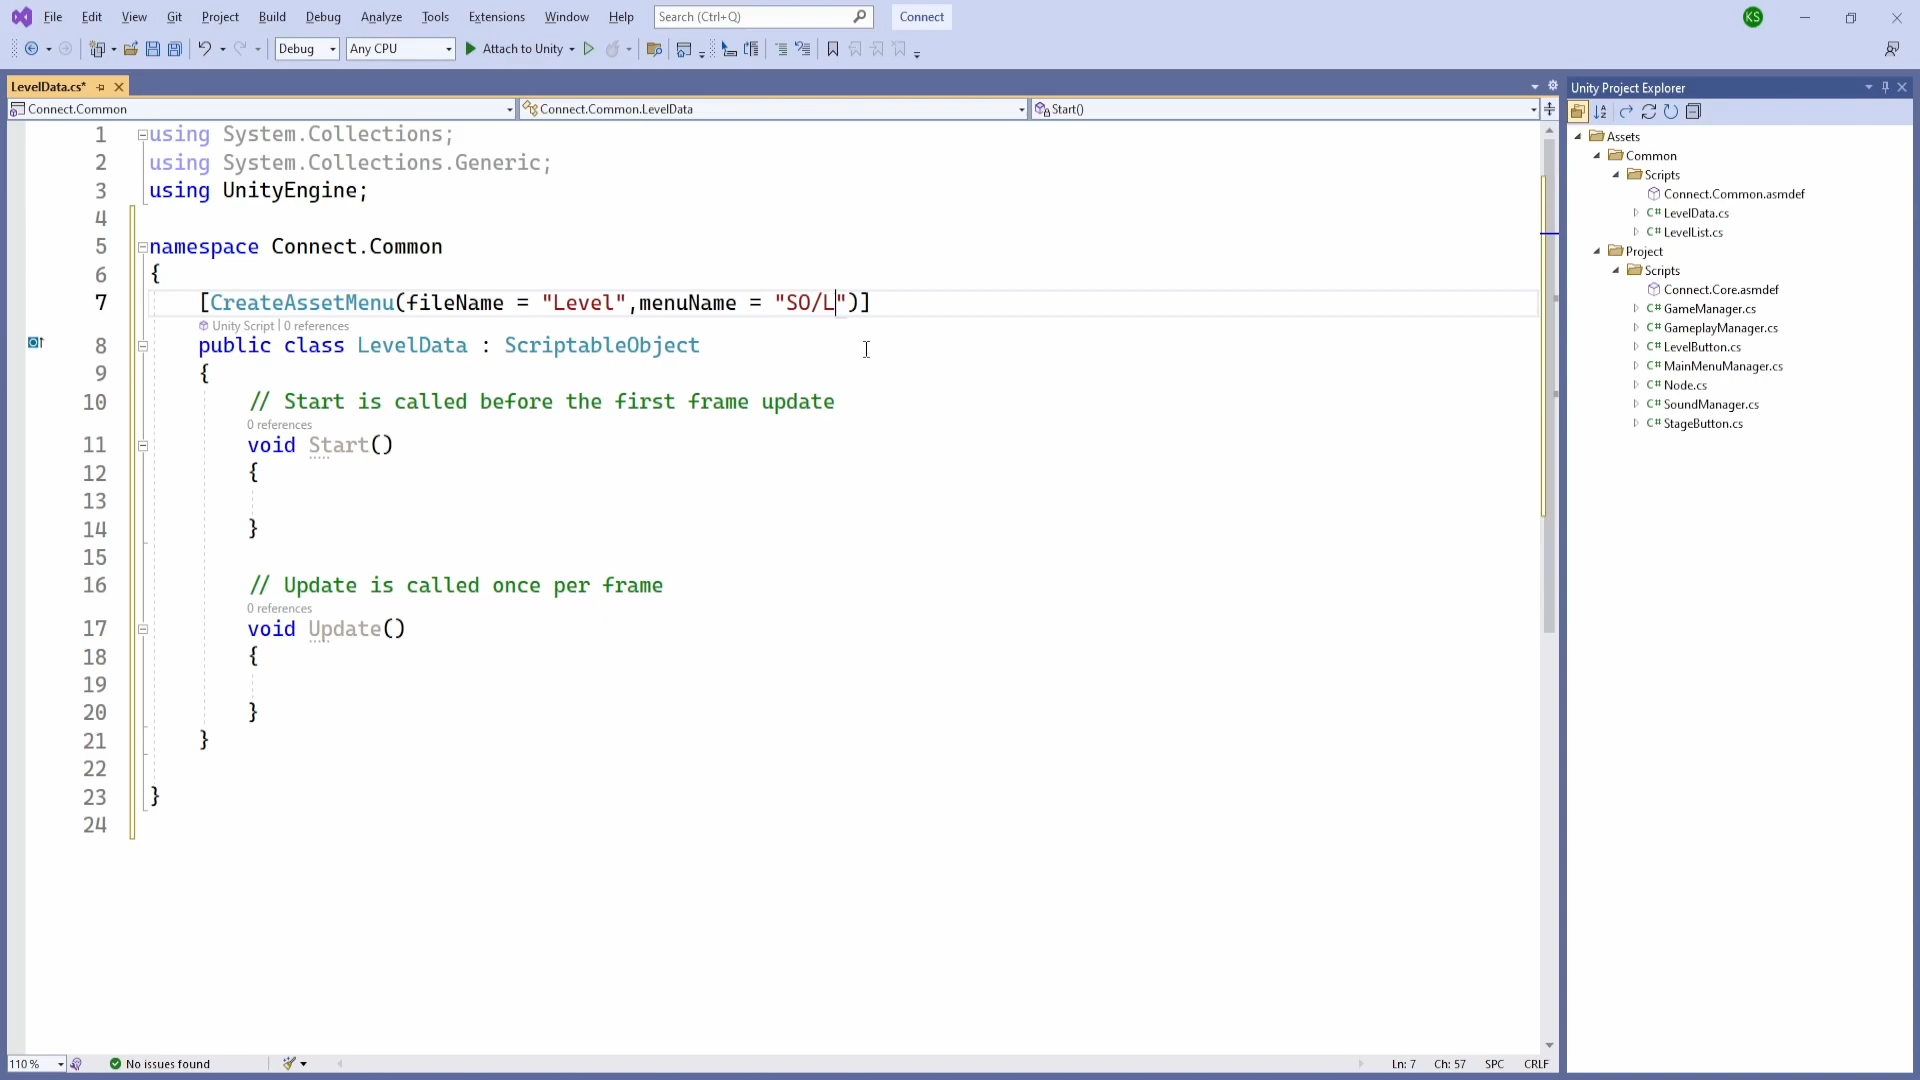 File Edit View Git Project Build Debug Analyze Tools Extensions Window Help Search (Ctrl+Q) Connect KS
Debug Any CPU Attach to Unity
LevelData.cs*
Connect.Common Connect.Common.LevelData Start()
1 using System.Collections;
2 using System.Collections.Generic;
3 using UnityEngine;
4
5 namespace Connect.Common
6 {
7 [CreateAssetMenu(fileName = "Level",menuName = "SO/L")]
Unity Script | 0 references
8 public class LevelData : ScriptableObject
9 {
10 // Start is called before the first frame update
0 references
11 void Start()
12 {
13
14 }
15
16 // Update is called once per frame
0 references
17 void Update()
18 {
19
20 }
21 }
22
23 }
24
110 % No issues found Ln: 7 Ch: 57 SPC CRLF
Unity Project Explorer
Assets
Common
Scripts
Connect.Common.asmdef
C# LevelData.cs
C# LevelList.cs
Project
Scripts
Connect.Core.asmdef
C# GameManager.cs
C# GameplayManager.cs
C# LevelButton.cs
C# MainMenuManager.cs
C# Node.cs
C# SoundManager.cs
C# StageButton.cs